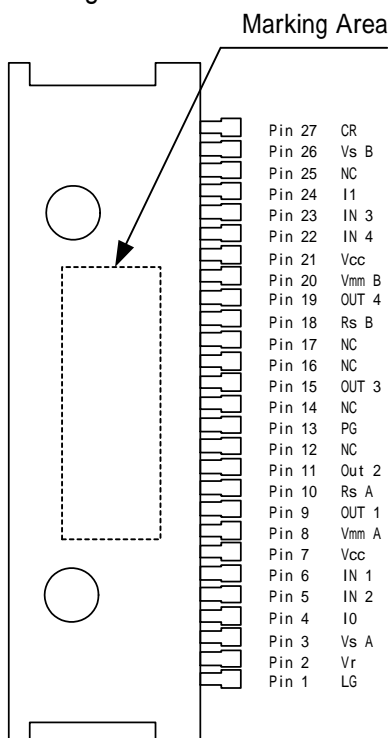 Marking Area
Pin 27 CR
Pin 26 Vs B
Pin 25 NC
Pin 24 I1
Pin 23 IN 3
Pin 22 IN 4
Pin 21 Vcc
Pin 20 Vmm B
Pin 19 OUT 4
Pin 18 Rs B
Pin 17 NC
Pin 16 NC
Pin 15 OUT 3
Pin 14 NC
Pin 13 PG
Pin 12 NC
Pin 11 Out 2
Pin 10 Rs A
Pin 9 OUT 1
Pin 8 Vmm A
Pin 7 Vcc
Pin 6 IN 1
Pin 5 IN 2
Pin 4 I0
Pin 3 Vs A
Pin 2 Vr
Pin 1 LG